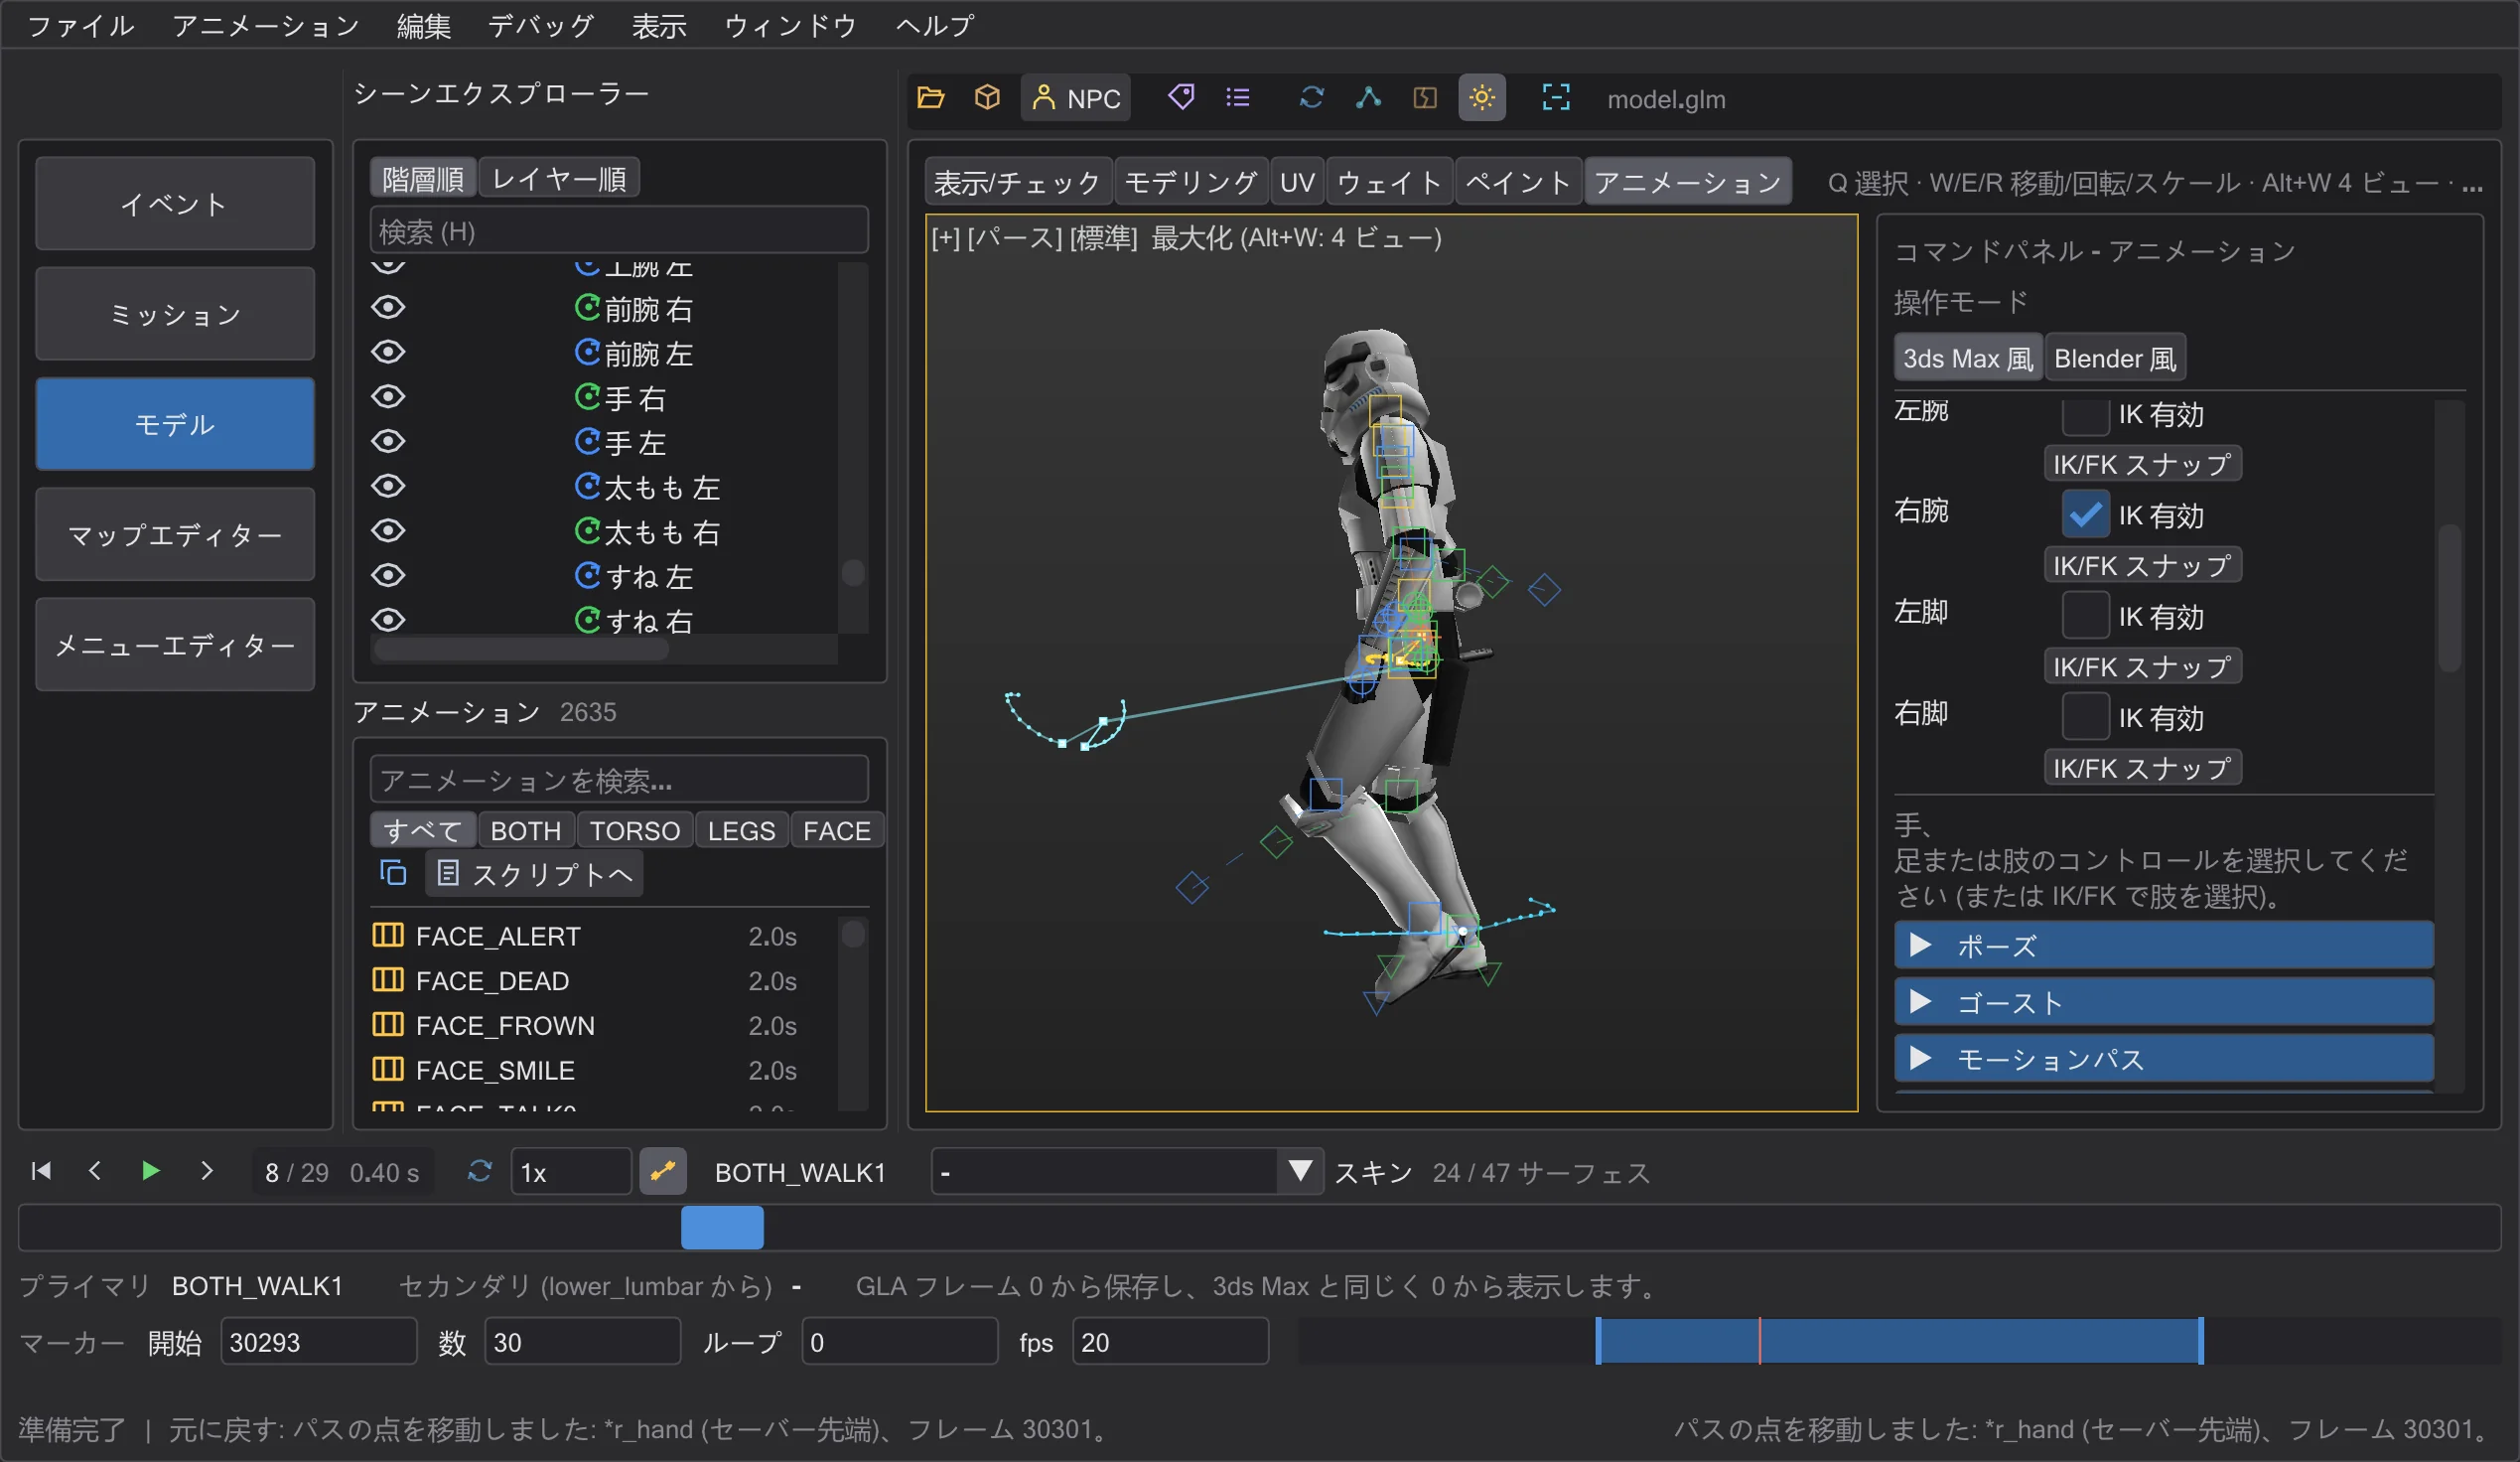 ファイル アニメーション 編集 デバッグ 表示 ウィンドウ ヘルプ
シーンエクスプローラー
NPC model.glm
イベント
ミッション
モデル
マップエディター
メニューエディター
階層順 レイヤー順
検索 (H)
上腕 左
前腕 右
前腕 左
手 右
手 左
太もも 左
太もも 右
すね 左
すね 右
アニメーション 2635
アニメーションを検索...
すべて BOTH TORSO LEGS FACE
スクリプトへ
FACE_ALERT 2.0s
FACE_DEAD 2.0s
FACE_FROWN 2.0s
FACE_SMILE 2.0s
表示/チェック モデリング UV ウェイト ペイント アニメーション Q 選択 · W/E/R 移動/回転/スケール · Alt+W 4 ビュー · ...
[+] [パース] [標準] 最大化 (Alt+W: 4 ビュー)
コマンドパネル - アニメーション
操作モード
3ds Max 風 Blender 風
左腕 IK 有効
IK/FK スナップ
右腕 IK 有効
IK/FK スナップ
左脚 IK 有効
IK/FK スナップ
右脚 IK 有効
IK/FK スナップ
手、
足または肢のコントロールを選択してくだ
さい (または IK/FK で肢を選択)。
ポーズ
ゴースト
モーションパス
8 / 29 0.40 s 1x BOTH_WALK1 - スキン 24 / 47 サーフェス
プライマリ BOTH_WALK1 セカンダリ (lower_lumbar から) - GLA フレーム 0 から保存し、3ds Max と同じく 0 から表示します。
マーカー 開始 30293 数 30 ループ 0 fps 20
準備完了 | 元に戻す: パスの点を移動しました: *r_hand (セーバー先端)、フレーム 30301。 パスの点を移動しました: *r_hand (セーバー先端)、フレーム 30301。